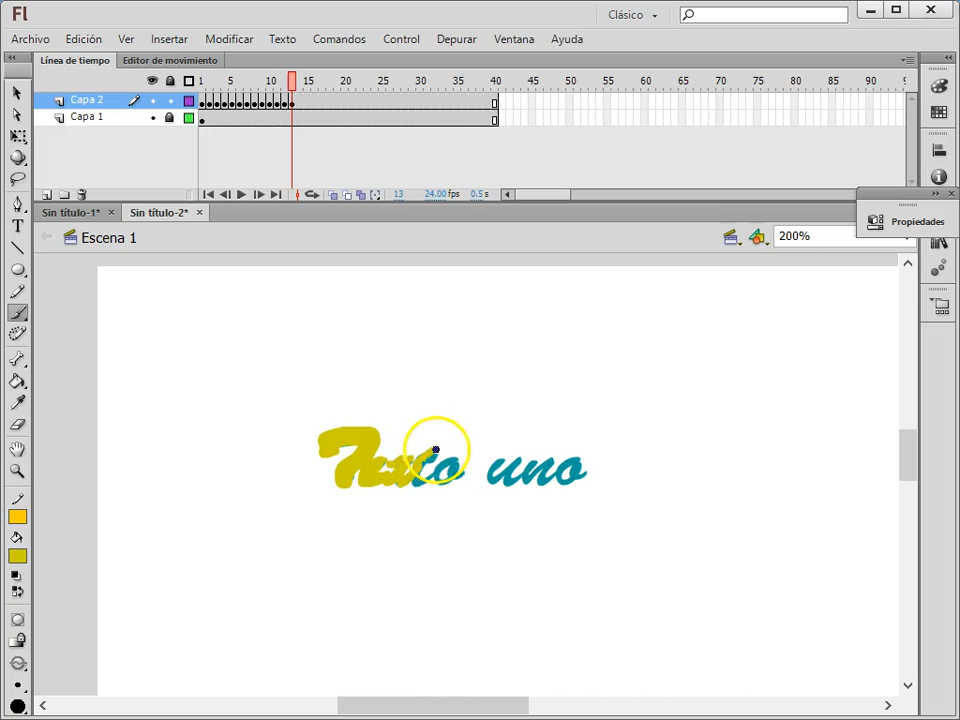 Fl
Clásico
Archivo Edición Ver Insertar Modificar Texto Comandos Control Depurar Ventana Ayuda
Línea de tiempo Editor de movimiento
1 5 10 15 20 25 30 35 40 45 50 55 60 65 70 75 80 85 90
Capa 2
Capa 1
13 24.00 fps 0.5 s
Sin título-1* Sin título-2*
Propiedades
Escena 1 200%
Texto uno